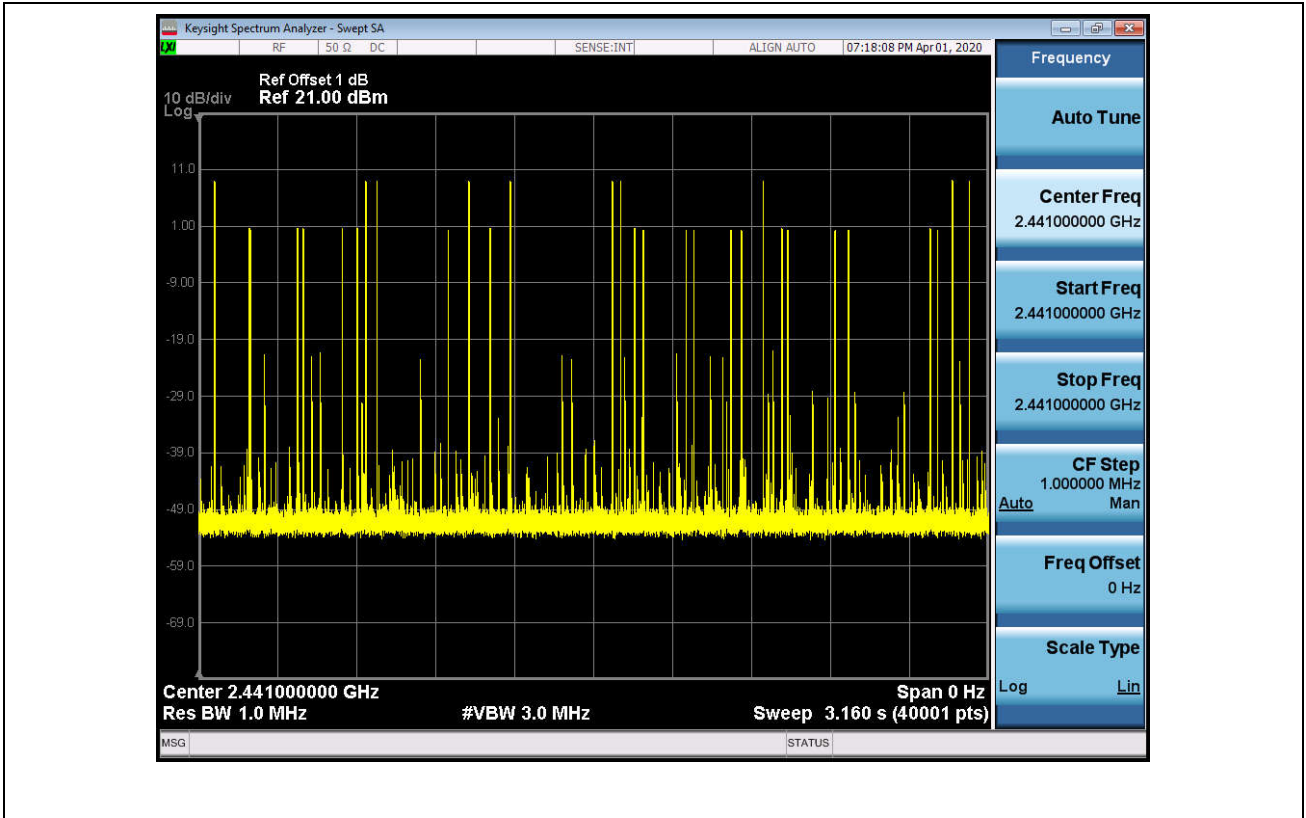 Keysight Spectrum Analyzer - Swept SA
LXI RF 50 Ω DC SENSE:INT ALIGN AUTO 07:18:08 PM Apr 01, 2020
Ref Offset 1 dB
10 dB/div Ref 21.00 dBm
Log
11.0
1.00
-9.00
-19.0
-29.0
-39.0
-49.0
-59.0
-69.0
Center 2.441000000 GHz Span 0 Hz
Res BW 1.0 MHz #VBW 3.0 MHz Sweep 3.160 s (40001 pts)
MSG STATUS
Frequency
Auto Tune
Center Freq
2.441000000 GHz
Start Freq
2.441000000 GHz
Stop Freq
2.441000000 GHz
CF Step
1.000000 MHz
Auto Man
Freq Offset
0 Hz
Scale Type
Log Lin